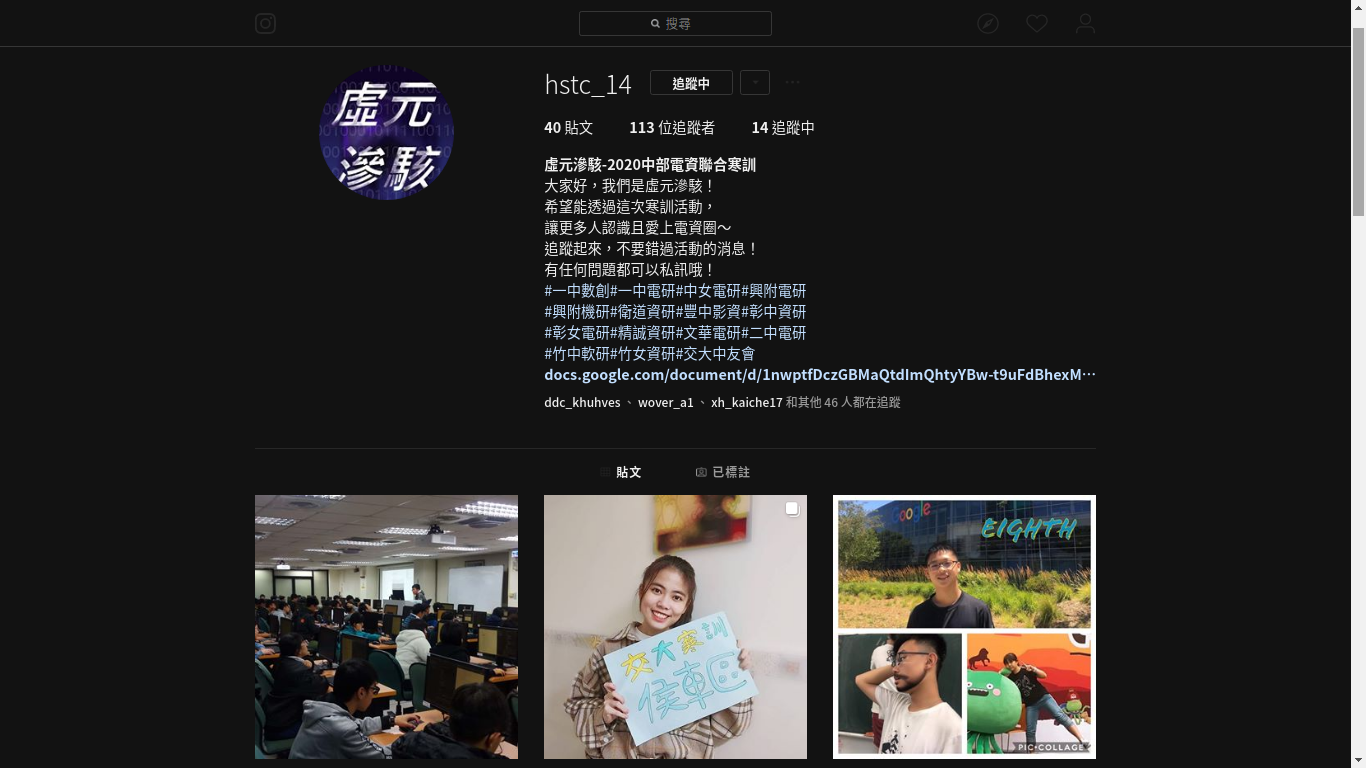 搜尋
hstc_14 追蹤中
40 貼文 113 位追蹤者 14 追蹤中
虛元滲駭-2020中部電資聯合寒訓
大家好，我們是虛元滲駭！
希望能透過這次寒訓活動，
讓更多人認識且愛上電資圈～
追蹤起來，不要錯過活動的消息！
有任何問題都可以私訊哦！
#一中數創#一中電研#中女電研#興附電研
#興附機研#衛道資研#豐中影資#彰中資研
#彰女電研#精誠資研#文華電研#二中電研
#竹中軟研#竹女資研#交大中友會
docs.google.com/document/d/1nwptfDczGBMaQtdImQhtyYBw-t9uFdBhexM…
ddc_khuhves 、 wover_a1 、 xh_kaiche17 和其他 46 人都在追蹤
虛元
滲駭
貼文 已標註
交大寒訓
Google
EIGHTH
PIC•COLLAGE